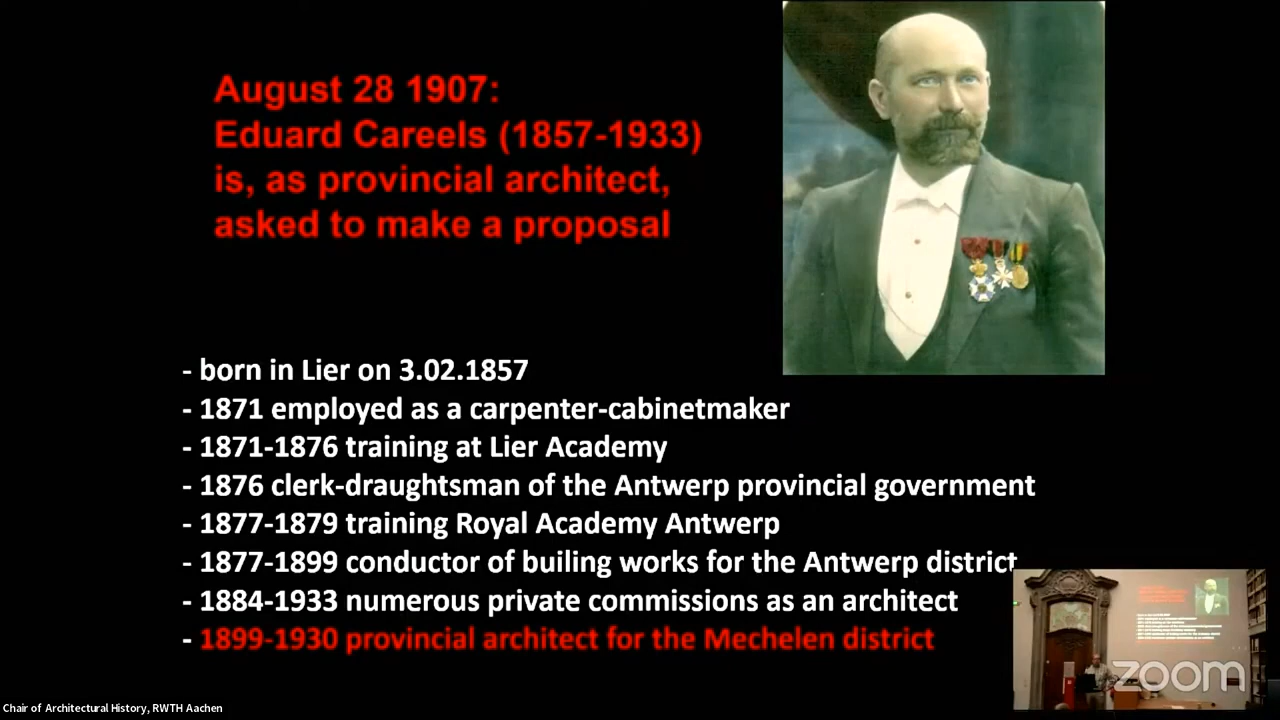 August 28 1907:
Eduard Careels (1857-1933)
is, as provincial architect,
asked to make a proposal
- born in Lier on 3.02.1857
- 1871 employed as a carpenter-cabinetmaker
- 1871-1876 training at Lier Academy
- 1876 clerk-draughtsman of the Antwerp provincial government
- 1877-1879 training Royal Academy Antwerp
- 1877-1899 conductor of builing works for the Antwerp district
- 1884-1933 numerous private commissions as an architect
- 1899-1930 provincial architect for the Mechelen district
zoom
Chair of Architectural History, RWTH Aachen